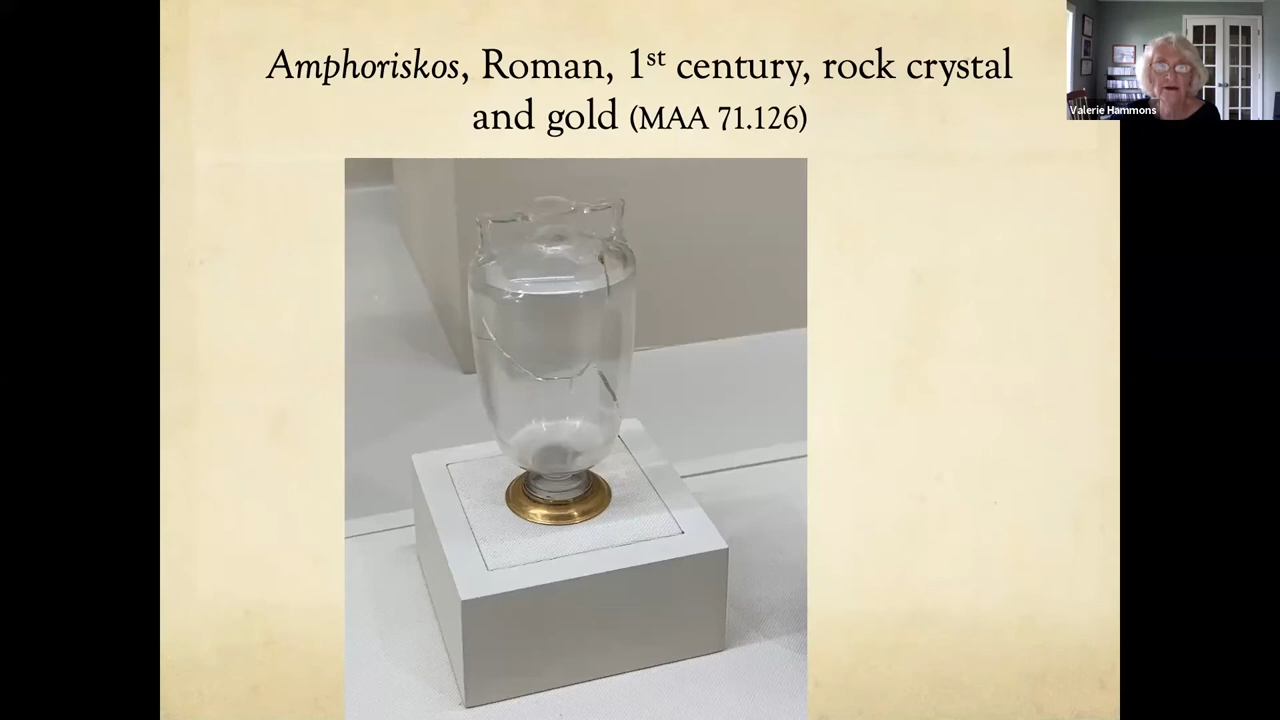 Amphoriskos, Roman, 1st century, rock crystal
and gold (MAA 71.126)
Valerie Hammons